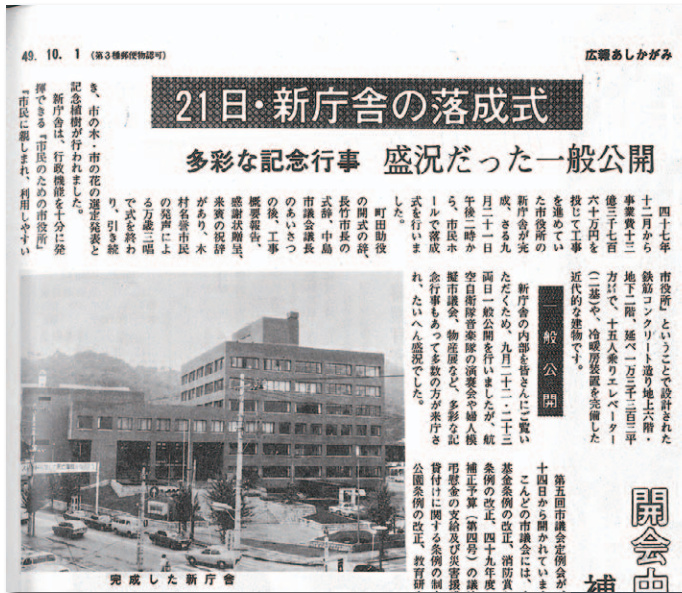 49.10.1（第3種郵便物認可）
広報あしかがみ
21日・新庁舎の落成式
多彩な記念行事　盛況だった一般公開
四十七年
十二月から
事業費十三
億三千七百
六十万円を
投じて工事
を進めてい
た市役所の
新庁舎が完
成、さる九
月二十一日
午後二時か
ら、市民ホ
ールで落成
式を行いま
した。
町田助役
の開式の辞、
長竹市長の
式辞、中島
市議会議長
のあいさつ
の後、工事
概要報告、
感謝状贈呈、
来賓の祝辞
があり、木
村名誉市民
の発声によ
る万歳三唱
で式を終わ
り、引き続
き、市の木・市の花の選定発表と
記念植樹が行われました。
新庁舎は、行政機能を十分に発
揮できる『市民のための市役所』
『市民に親しまれ、利用しやすい
市役所』ということで設計された
鉄筋コンクリート造り地上六階・
地下二階、延べ一万三千二百三平
方㍍で、十五人乗りエレベーター
（二基）や、冷暖房装置を完備した
近代的な建物です。
一般公開
新庁舎の内部を皆さんにご覧い
ただくため、九月二十二・二十三
両日一般公開を行いましたが、航
空自衛隊音楽隊の演奏会や婦人模
擬市議会、物産展など、多彩な記
念行事もあって多数の方が来庁さ
れ、たいへん盛況でした。
完成した新庁舎
開会中
補
第五回市議会定例会が、
十四日から開かれていま
こんどの市議会には、
基金条例の改正、消防賞
条例の改正、四十九年度
補正予算（第四号）の議
弔慰金の支給及び災害援
貸付けに関する条例の制
公園条例の改正、教育研